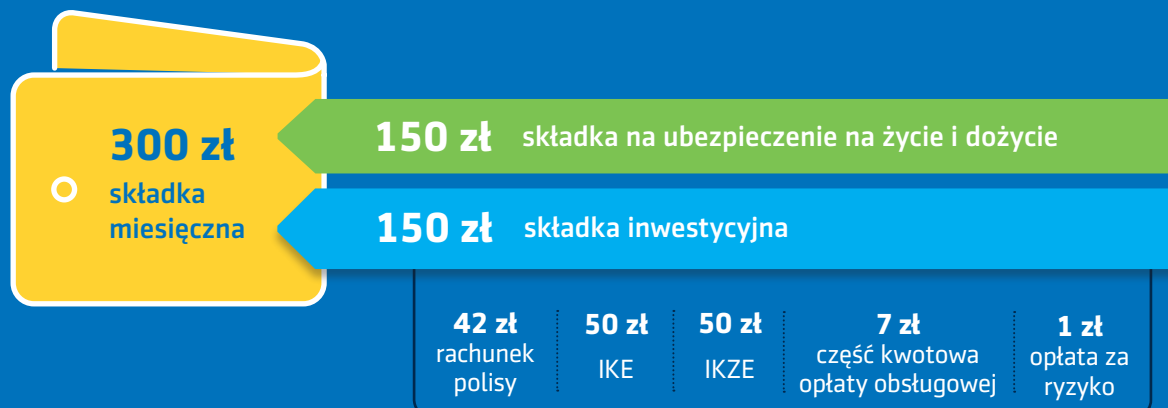 300 zł
składka
miesięczna
150 zł składka na ubezpieczenie na życie i dożycie
150 zł składka inwestycyjna
42 zł
rachunek
polisy
50 zł
IKE
50 zł
IKZE
7 zł
część kwotowa
opłaty obsługowej
1 zł
opłata za
ryzyko